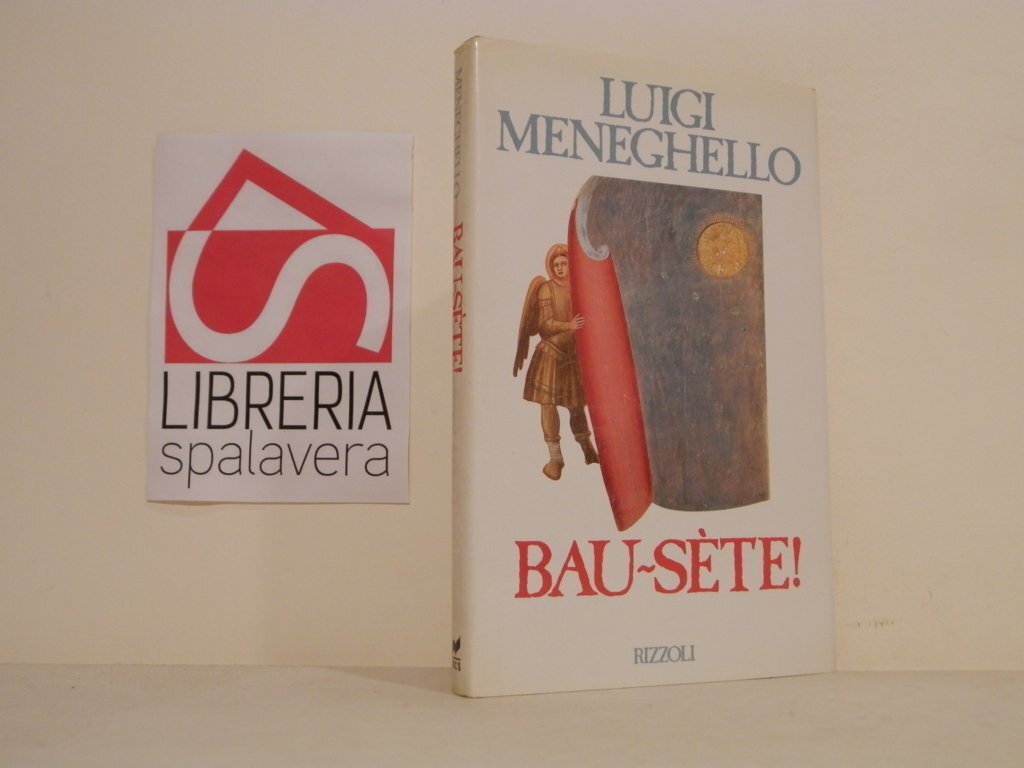 LIBRERIA
spalavera
MENEGHELLO BAU~SÈTE!
LUIGI
MENEGHELLO
BAU~SÈTE!
RIZZOLI